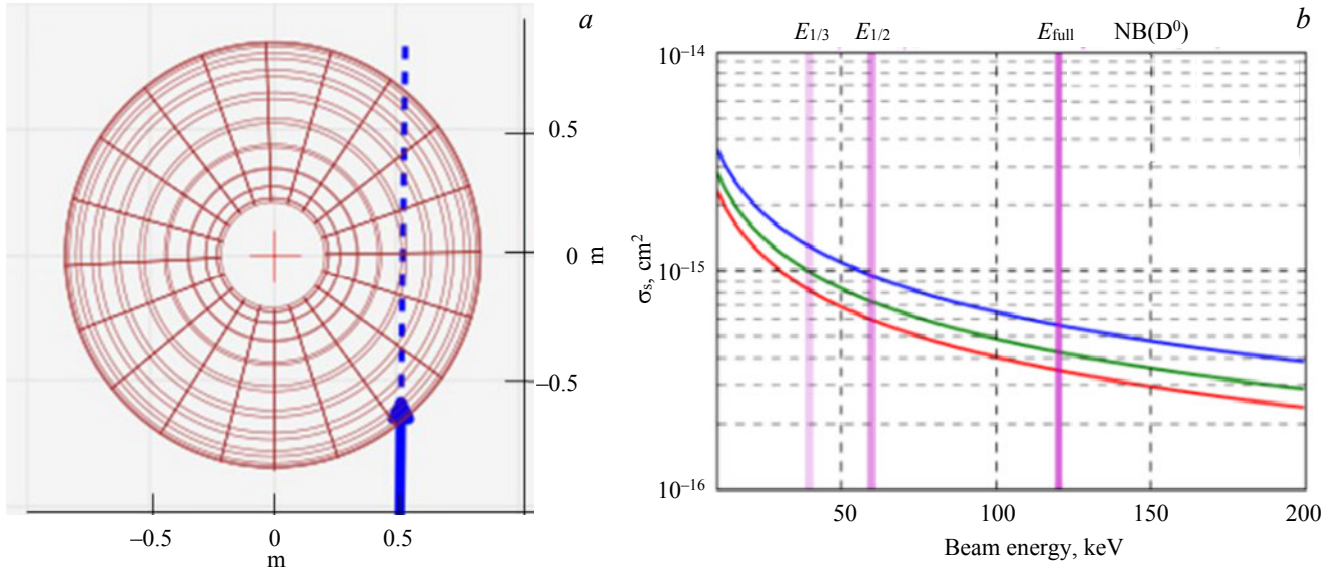 a
0.5
0
m
–0.5
–0.5
0
0.5
m
b
E1/3
E1/2
Efull
NB(D⁰)
10⁻¹⁴
10⁻¹⁵
10⁻¹⁶
σs, cm²
50
100
150
200
Beam energy, keV